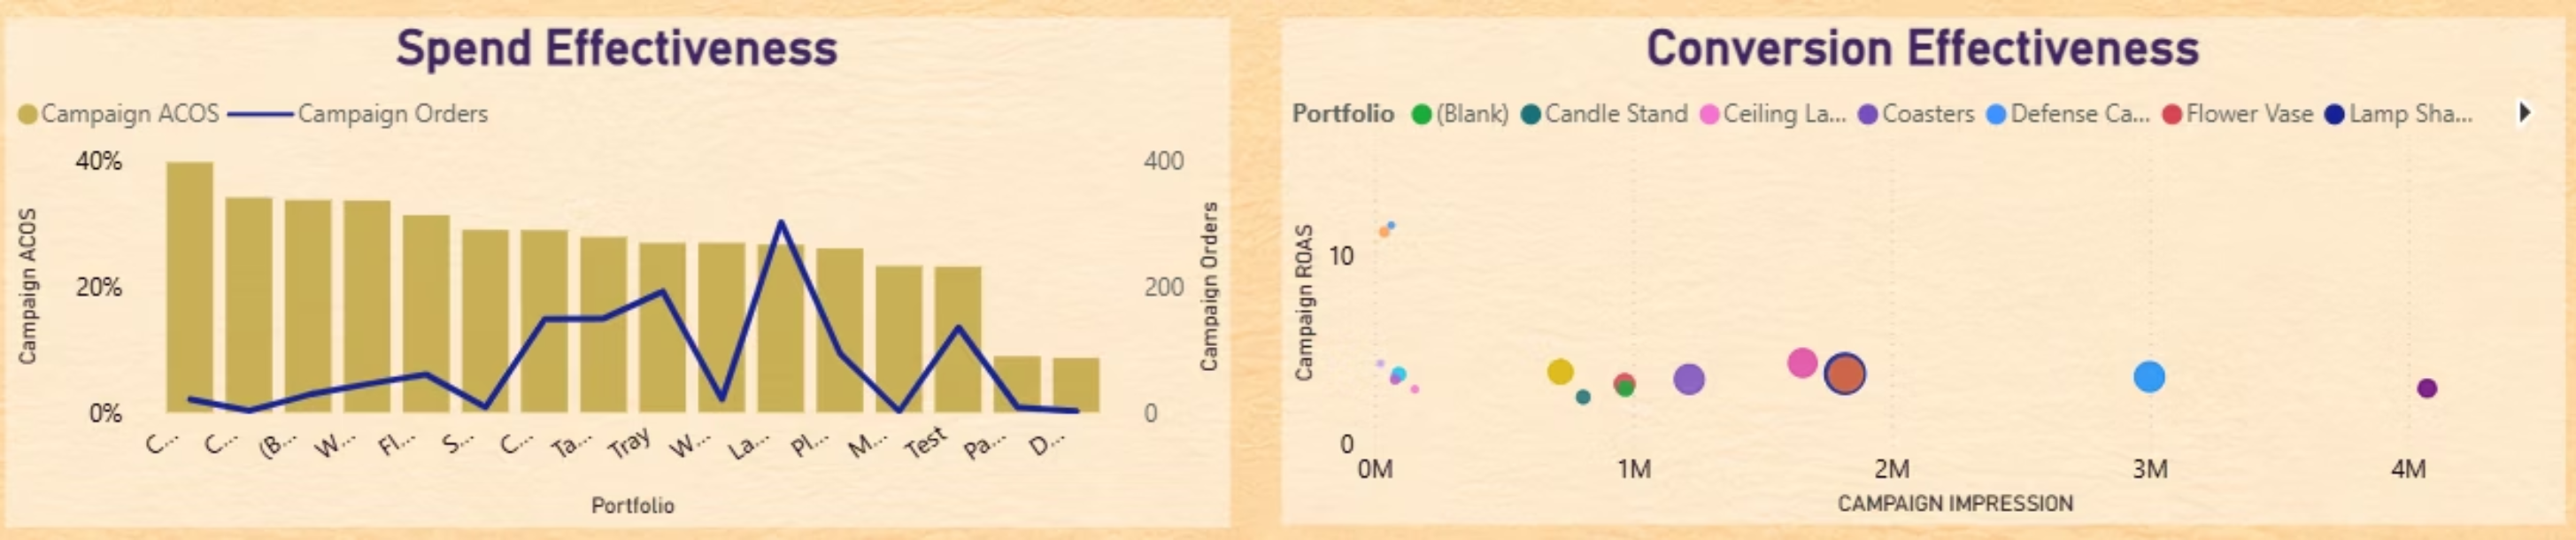 Spend Effectiveness
Campaign ACOS Campaign Orders
40%
20%
0%
Campaign ACOS
400
200
0
Campaign Orders
C... C... (B... W... Fl... S... C... Ta... Tray W... La... Pl... M... Test Pa... D...
Portfolio
Conversion Effectiveness
Portfolio (Blank) Candle Stand Ceiling La... Coasters Defense Ca... Flower Vase Lamp Sha...
Campaign ROAS
10
0
0M 1M 2M 3M 4M
CAMPAIGN IMPRESSION